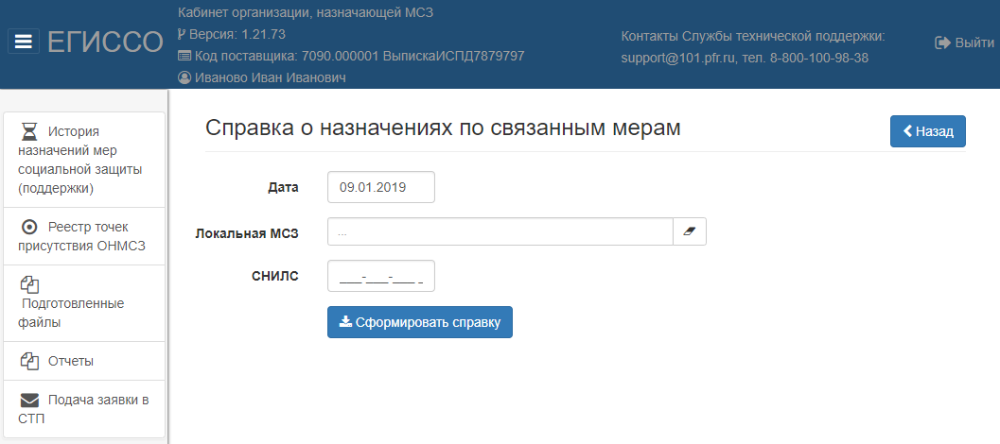 ЕГИССО
Кабинет организации, назначающей МСЗ
Версия: 1.21.73
Код поставщика: 7090.000001 ВыпискаИСПД7879797
Иваново Иван Иванович
Контакты Службы технической поддержки:
support@101.pfr.ru, тел. 8-800-100-98-38
Выйти
История
назначений мер
социальной защиты
(поддержки)
Реестр точек
присутствия ОНМСЗ
Подготовленные
файлы
Отчеты
Подача заявки в
СТП
Справка о назначениях по связанным мерам
Назад
Дата
09.01.2019
Локальная МСЗ
...
СНИЛС
___-___-___ _
Сформировать справку